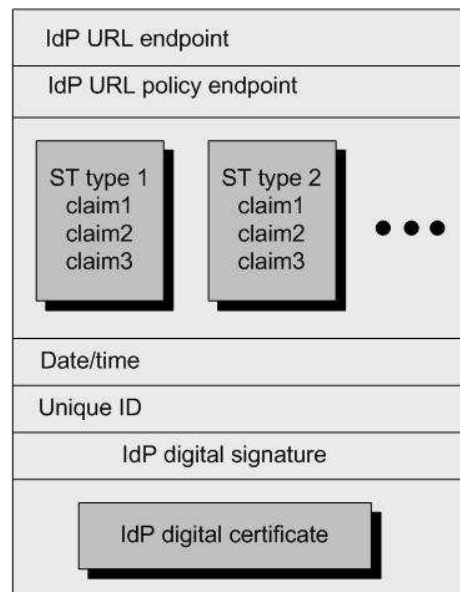 IdP URL endpoint
IdP URL policy endpoint
ST type 1
claim1
claim2
claim3
ST type 2
claim1
claim2
claim3
Date/time
Unique ID
IdP digital signature
IdP digital certificate